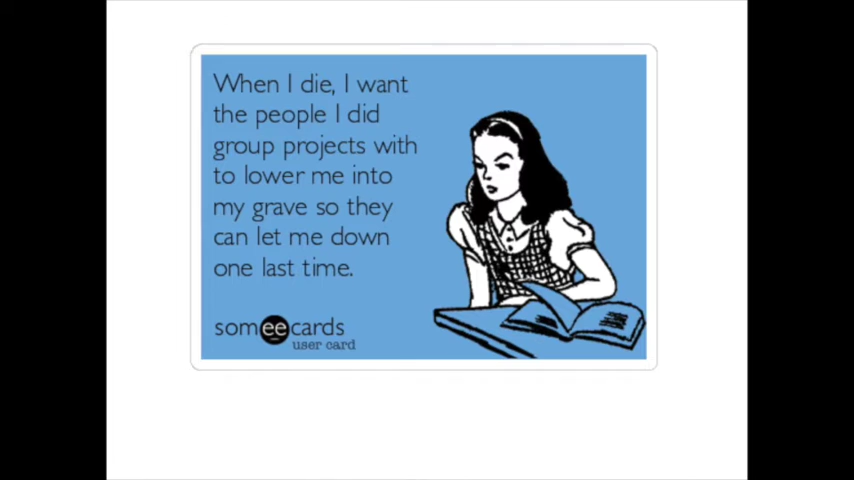 When I die, I want
the people I did
group projects with
to lower me into
my grave so they
can let me down
one last time.
someecards
user card